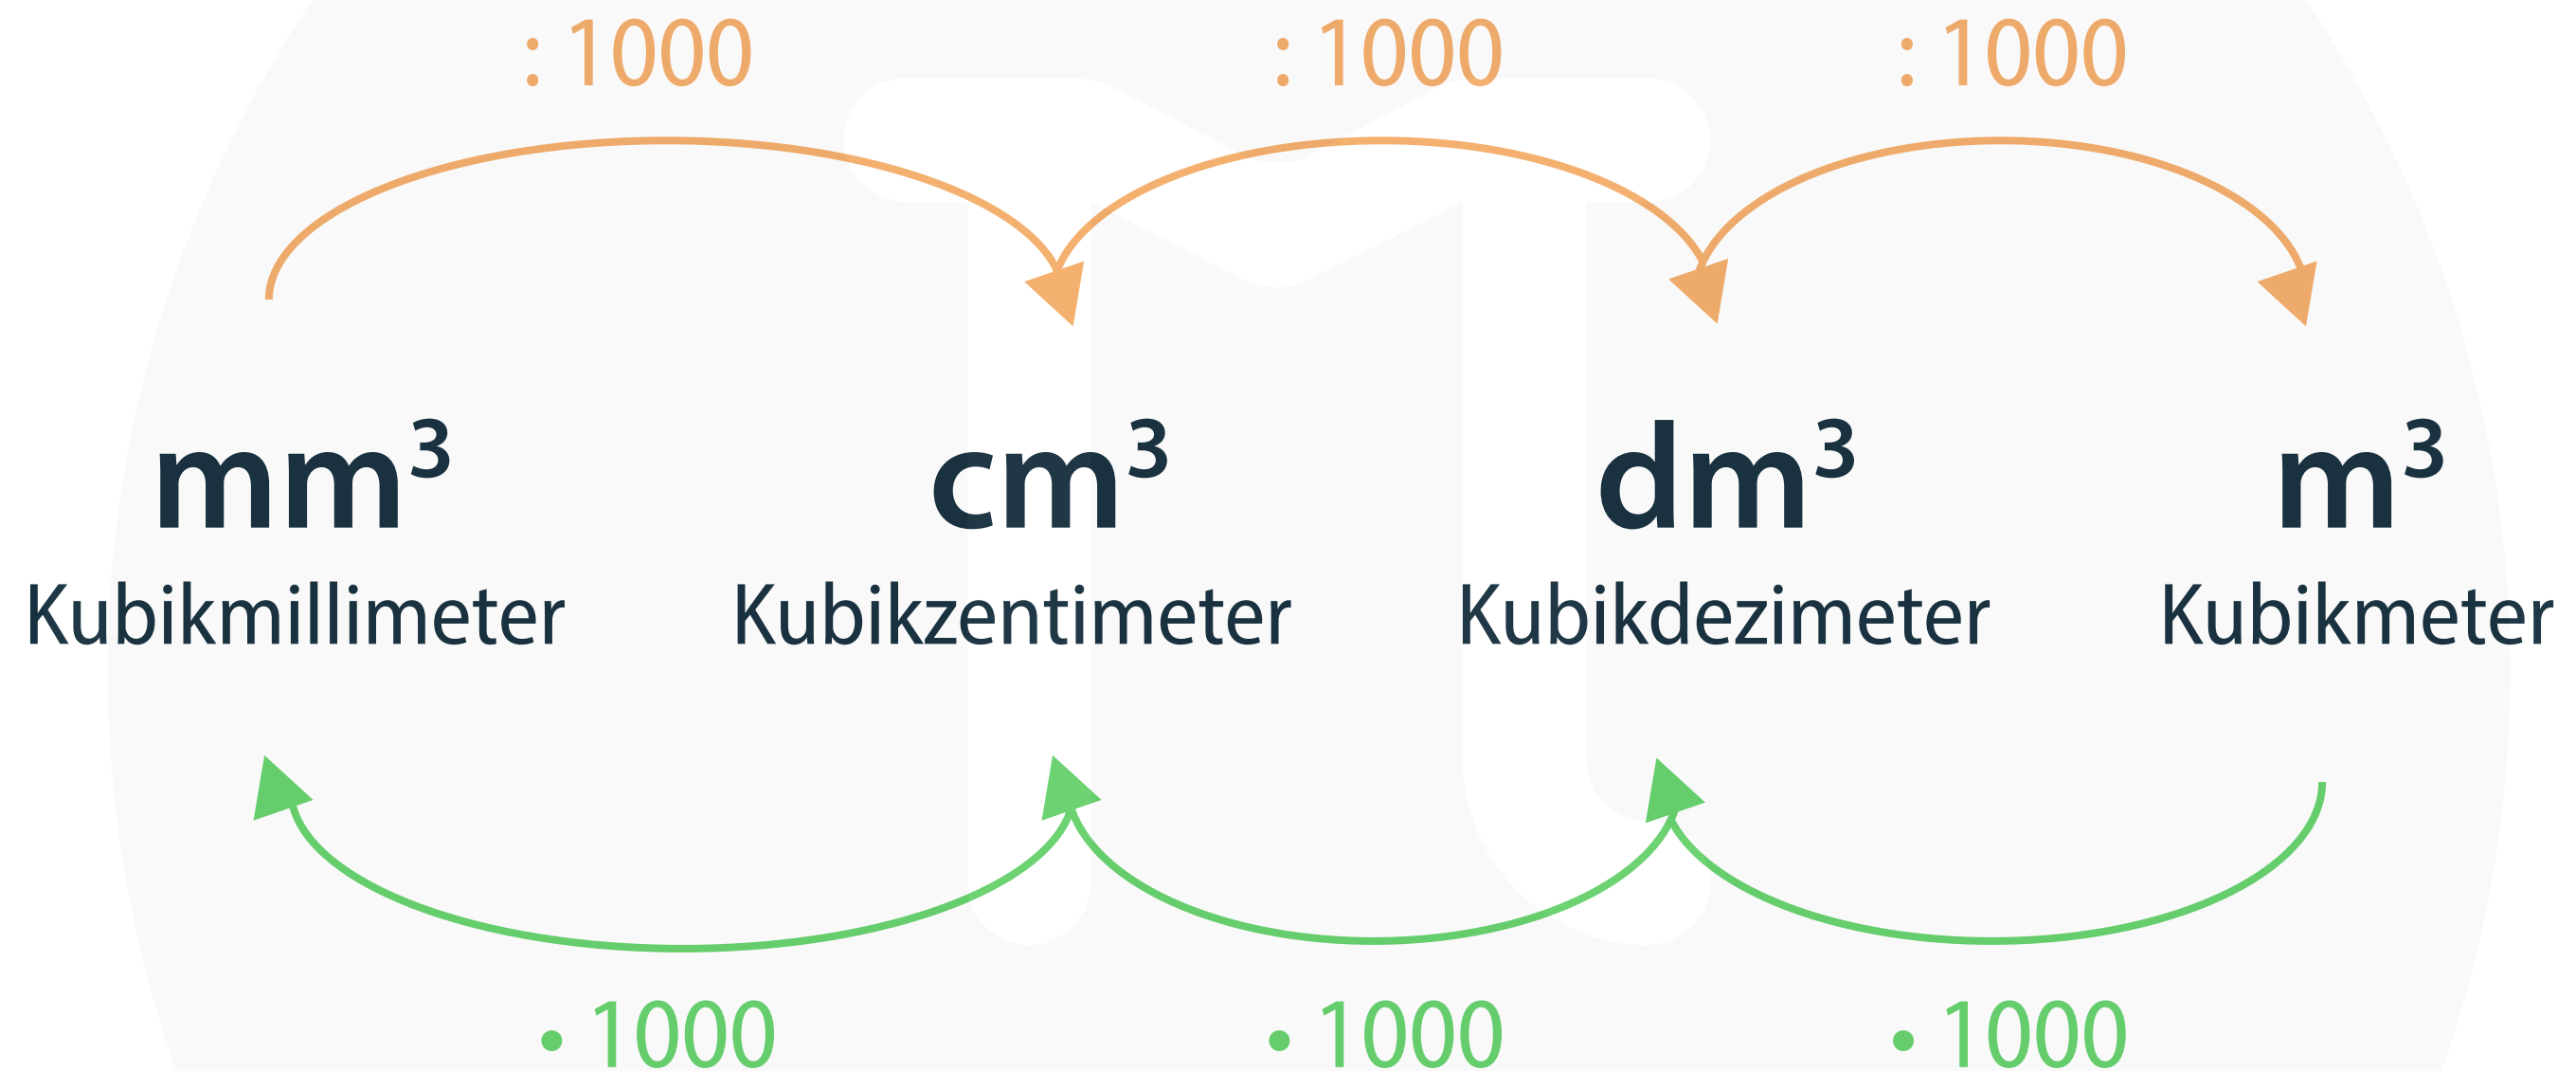 : 1000 : 1000 : 1000
mm³ cm³ dm³ m³
Kubikmillimeter Kubikzentimeter Kubikdezimeter Kubikmeter
• 1000 • 1000 • 1000